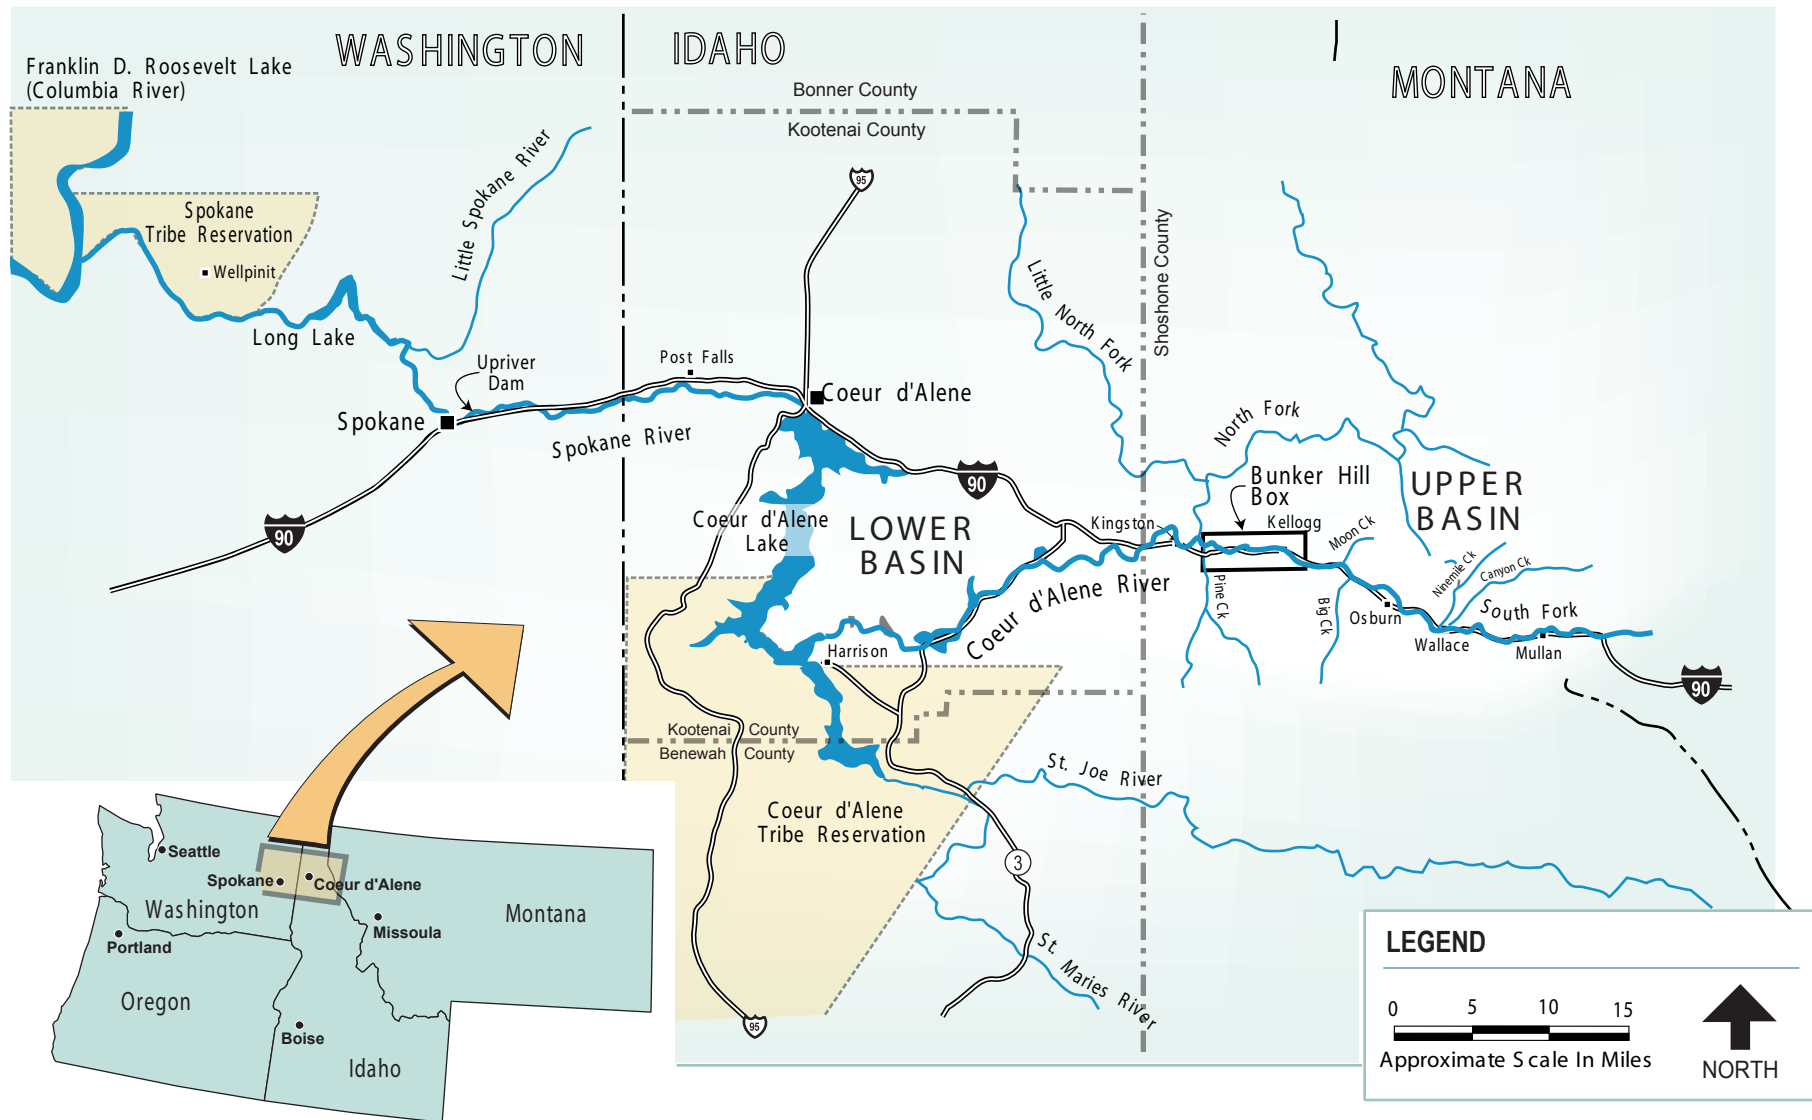 WASHINGTON
IDAHO
MONTANA
Franklin D. Roosevelt Lake
(Columbia River)
Bonner County
Kootenai County
95
Spokane
Tribe Reservation
Wellpinit
Little Spokane River
Long Lake
Upriver
Dam
Post Falls
Coeur d'Alene
Spokane
Spokane River
Little North Fork
Shoshone County
North Fork
Bunker Hill
Box
UPPER
BASIN
90
90
Coeur d'Alene
Lake
LOWER
BASIN
Kingston
Kellogg
Moon Ck
Ninemile Ck
Canyon Ck
Coeur d'Alene River
Pine Ck
Big Ck
Osburn
South Fork
Wallace
Mullan
Harrison
90
Kootenai County
Benewah County
St. Joe River
Coeur d'Alene
Tribe Reservation
3
St. Maries River
95
Seattle
Spokane
Coeur d'Alene
Washington
Montana
Missoula
Portland
Oregon
Boise
Idaho
LEGEND
0 5 10 15
Approximate Scale In Miles
NORTH